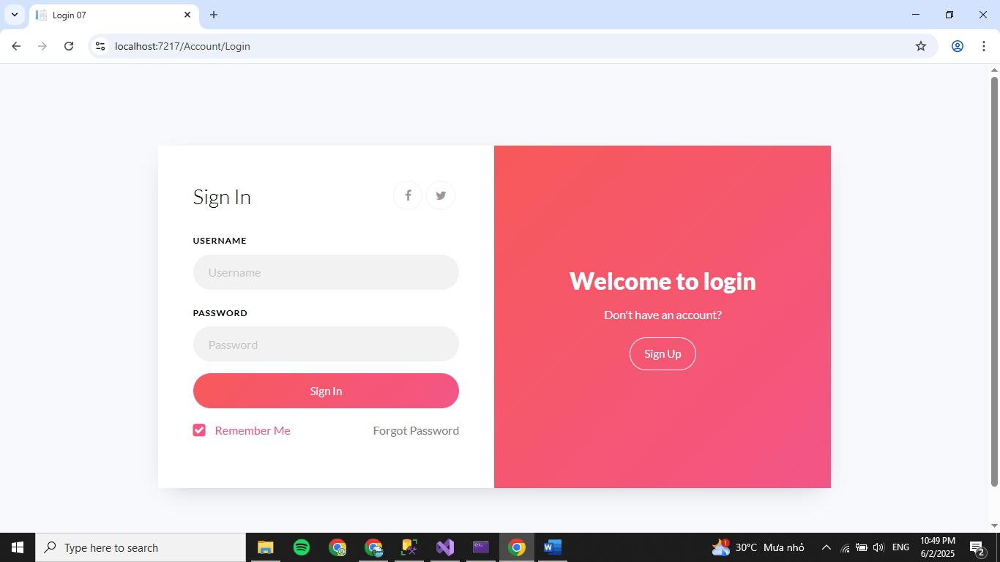 Login 07
localhost:7217/Account/Login
Sign In
USERNAME
Username
PASSWORD
Password
Sign In
Remember Me
Forgot Password
Welcome to login
Don't have an account?
Sign Up
Type here to search
1
30°C Mưa nhỏ
ENG
10:49 PM
6/2/2025
2